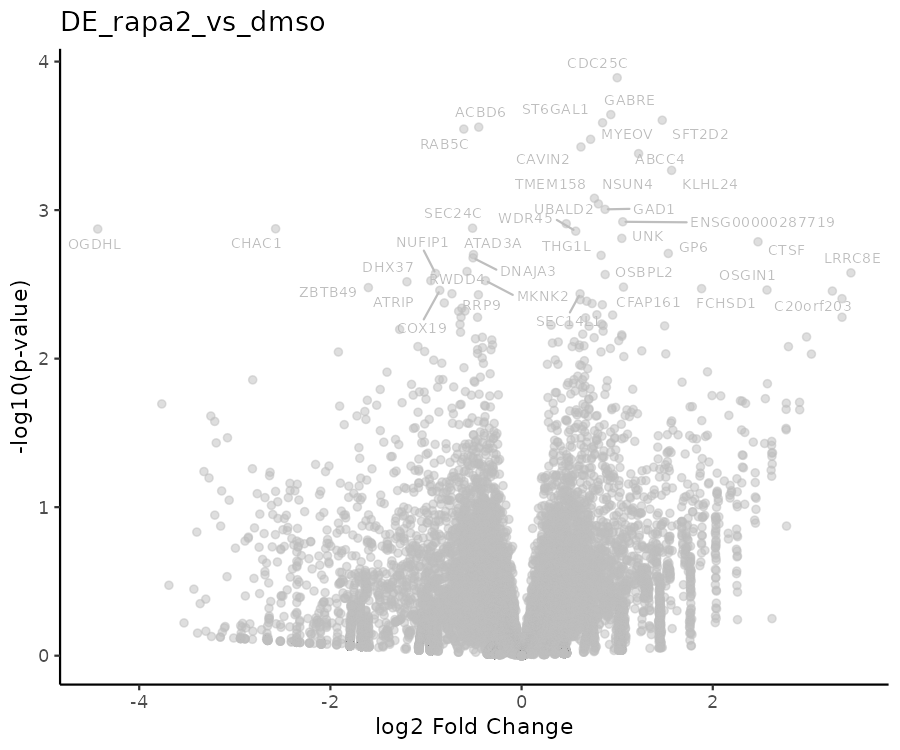 DE_rapa2_vs_dmso
4
CDC25C
GABRE
ST6GAL1
ACBD6
MYEOV
SFT2D2
RAB5C
CAVIN2
ABCC4
TMEM158
NSUN4
KLHL24
3
SEC24C
UBALD2
GAD1
WDR45
ENSG00000287719
OGDHL
CHAC1
NUFIP1
ATAD3A
THG1L
UNK
GP6
CTSF
LRRC8E
DHX37
DNAJA3
OSBPL2
OSGIN1
RWDD4
ZBTB49
MKNK2
ATRIP
RRP9
CFAP161
FCHSD1
C20orf203
COX19
SEC14L1
2
1
0
-log10(p-value)
-4
-2
0
2
log2 Fold Change